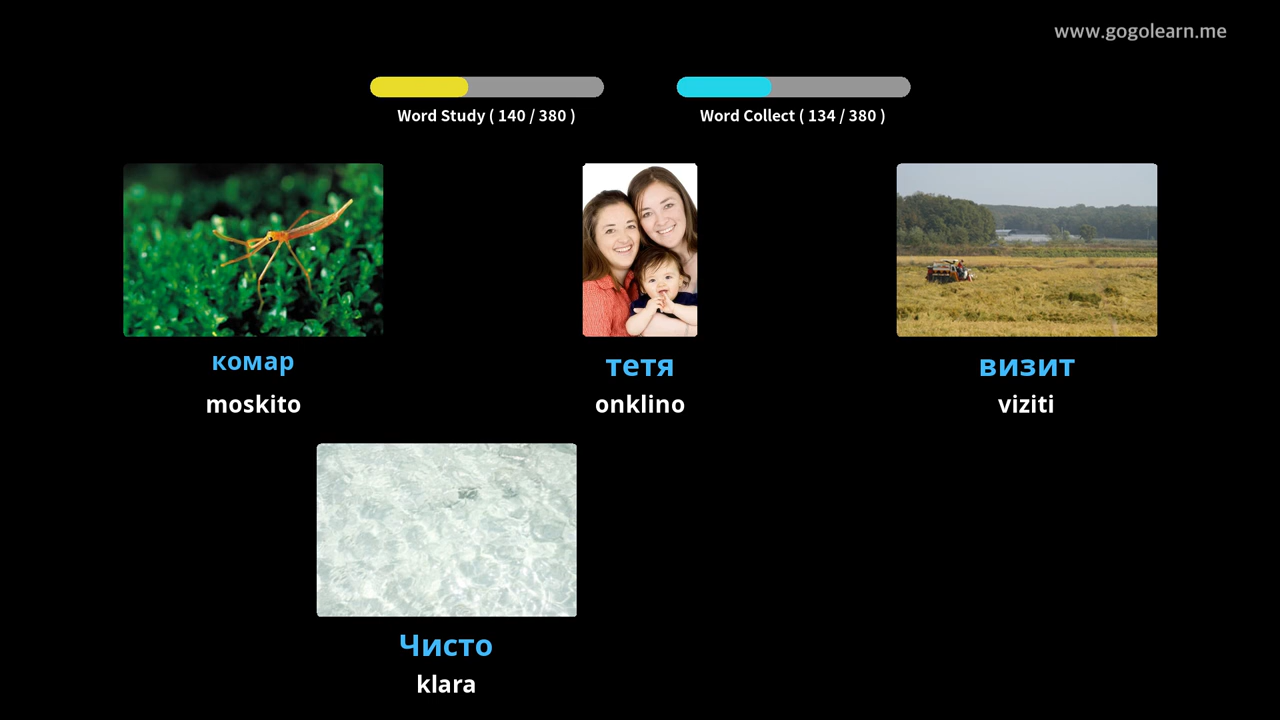 www.gogolearn.me
Word Study ( 140 / 380 )
Word Collect ( 134 / 380 )
комар
moskito
тетя
onklino
визит
viziti
Чисто
klara